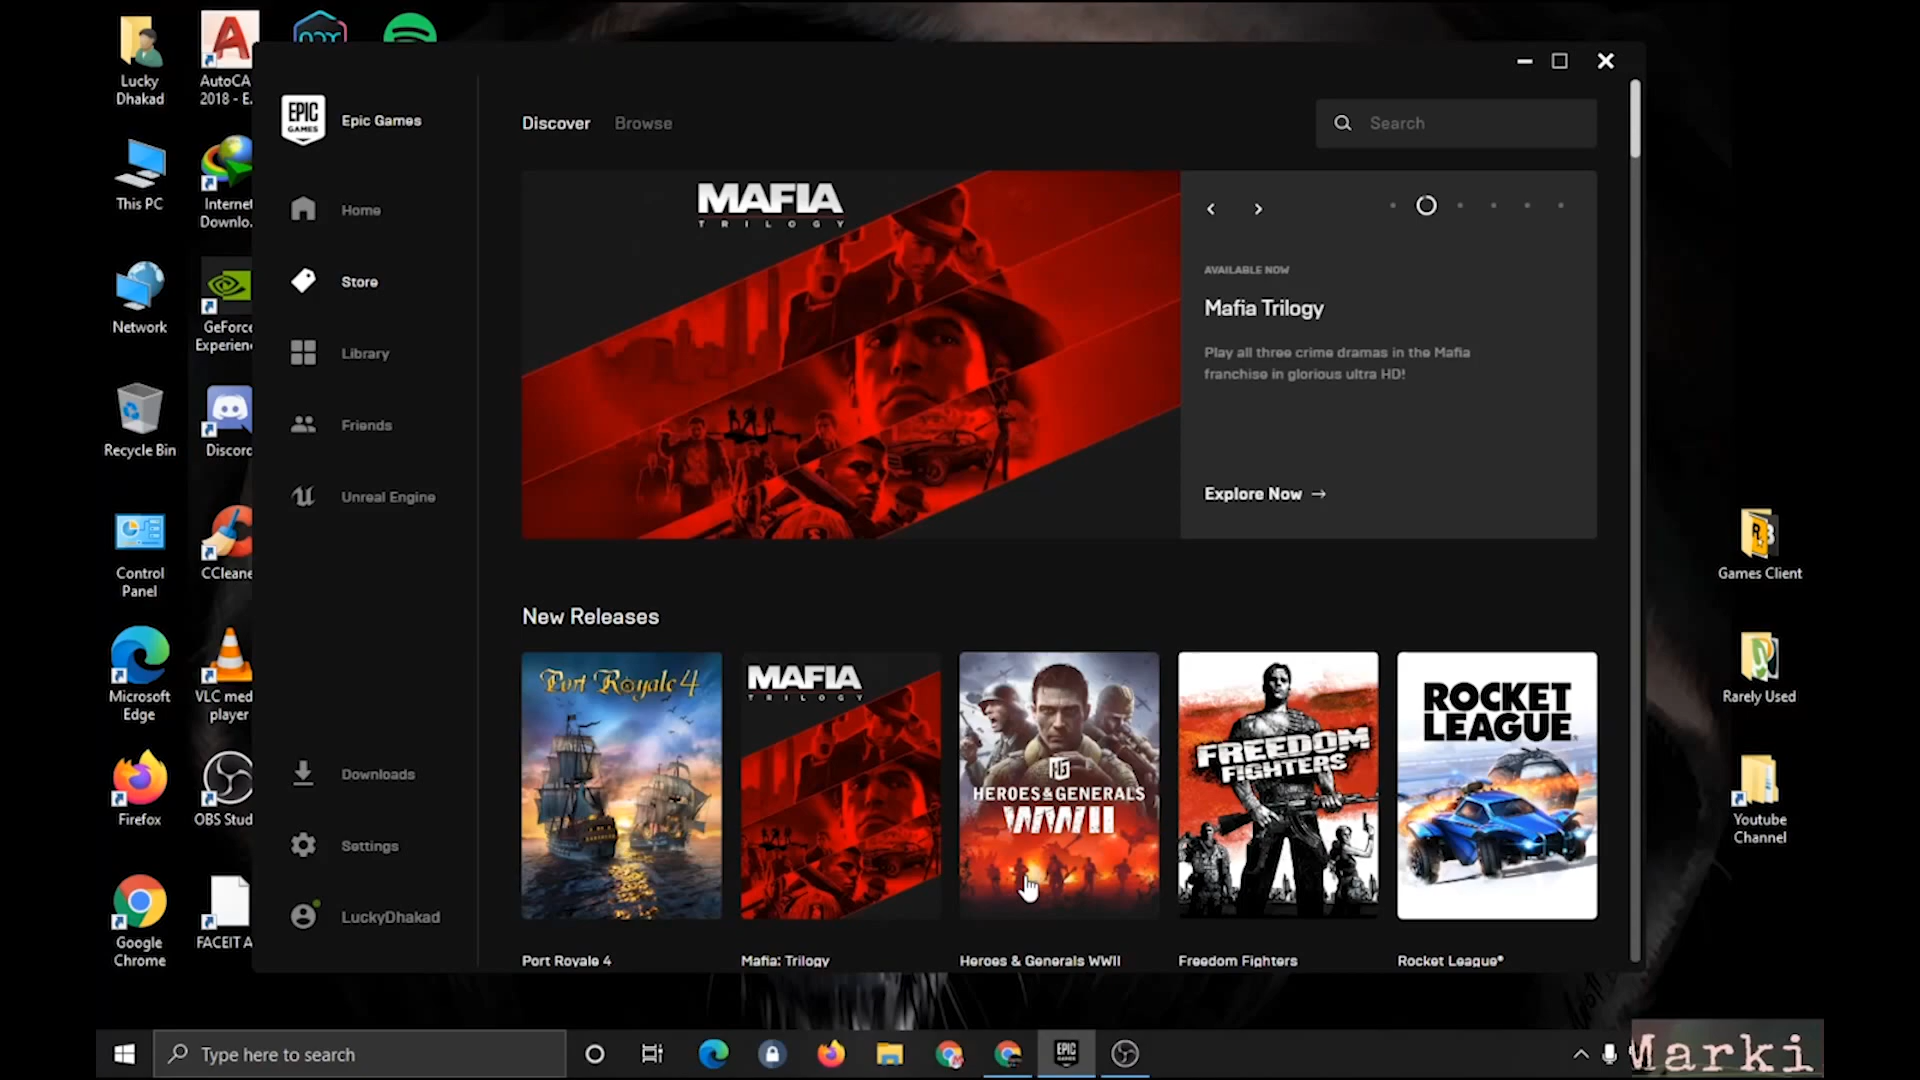 Lucky
Dhakad
AutoCA
2018 - E.
This PC
Internet
Downlo.
Network
GeForce
Experien
Recycle Bin
Discord
Control
Panel
CCleane
Microsoft
Edge
VLC med
player
Firefox
OBS Stud
Google
Chrome
FACEIT A
EPIC
GAMES
Epic Games
Home
Store
Library
Friends
Unreal Engine
Downloads
Settings
LuckyDhakad
Discover
Browse
Search
MAFIA
TRILOGY
AVAILABLE NOW
Mafia Trilogy
Play all three crime dramas in the Mafia
franchise in glorious ultra HD!
Explore Now →
New Releases
Port Royale 4
MAFIA
TRILOGY
HEROES & GENERALS
WWII
FREEDOM
FIGHTERS
ROCKET
LEAGUE
Port Royale 4
Mafia: Trilogy
Heroes & Generals WWII
Freedom Fighters
Rocket League®
Games Client
Rarely Used
Youtube
Channel
Type here to search
EPIC
GAMES
Marki